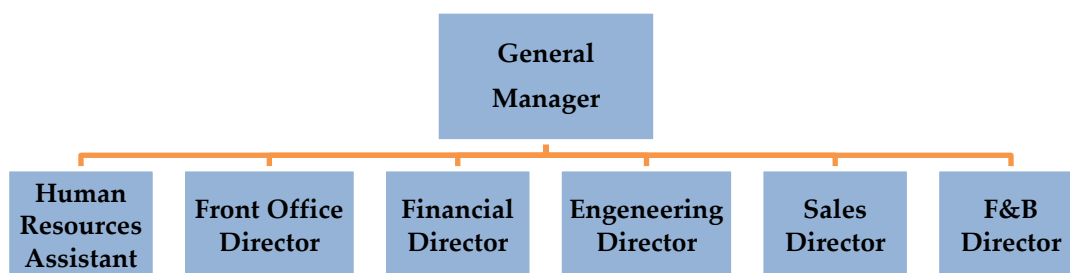 General
Manager
Human
Resources
Assistant
Front Office
Director
Financial
Director
Engeneering
Director
Sales
Director
F&B
Director